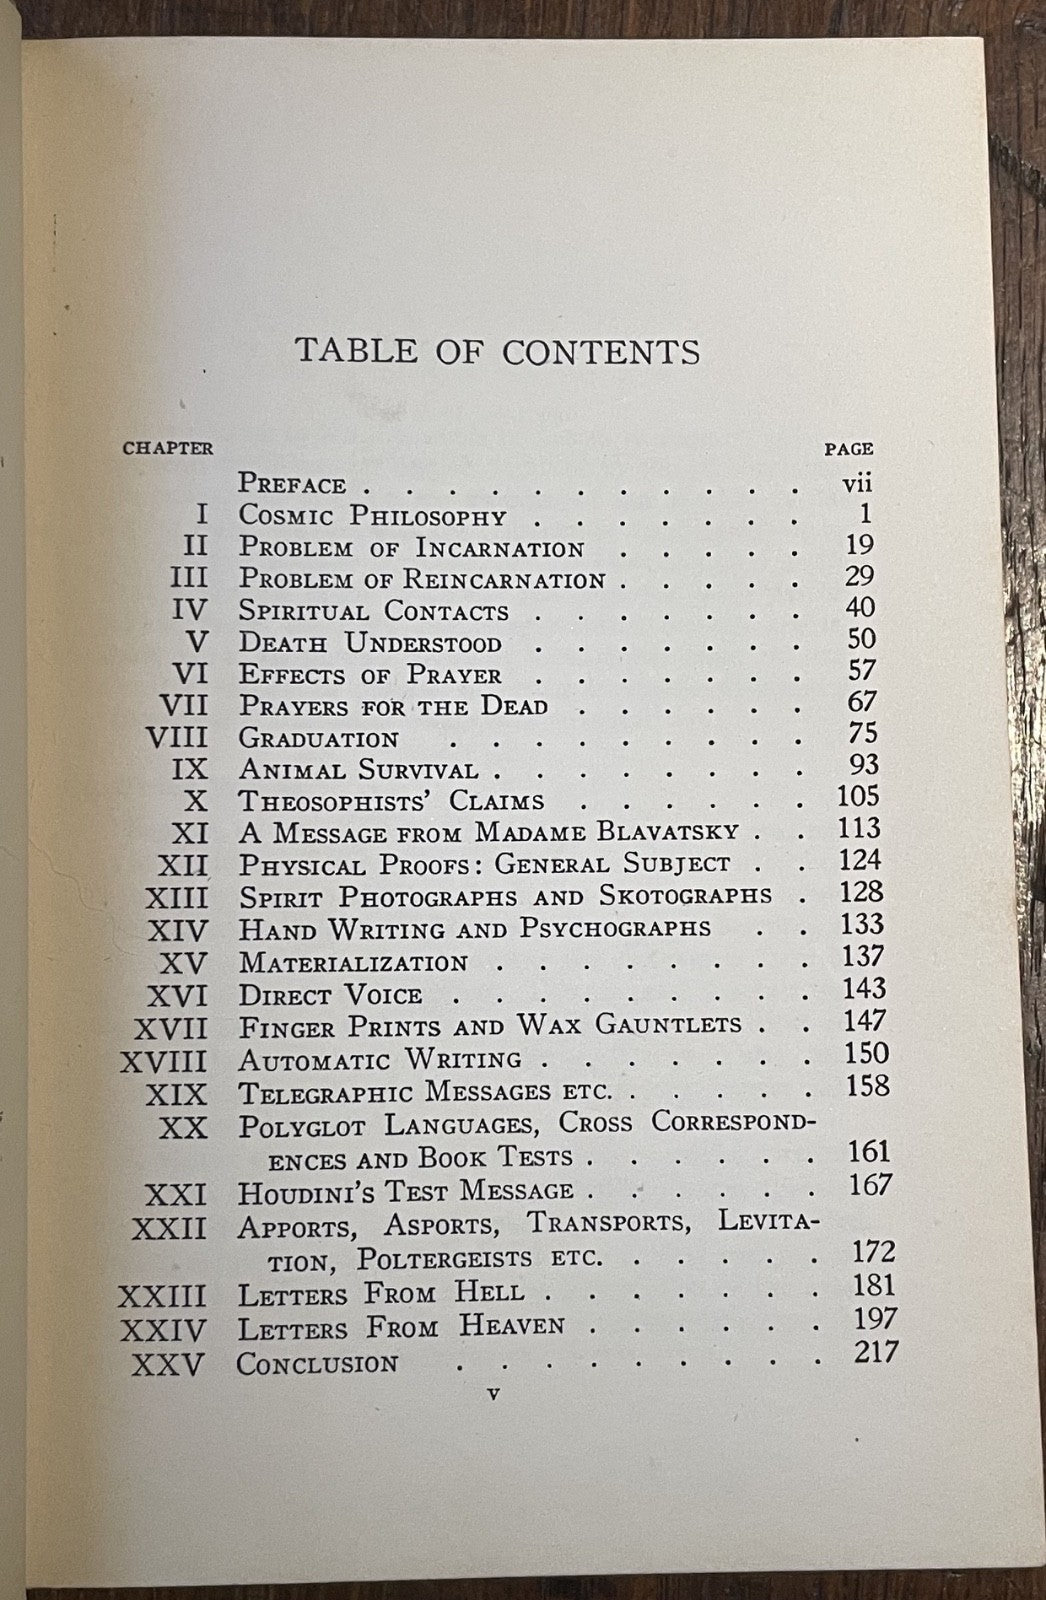 TABLE OF CONTENTS
CHAPTER PAGE
PREFACE . . . . . . . . . . . vii
I COSMIC PHILOSOPHY . . . . . . . 1
II PROBLEM OF INCARNATION . . . . . 19
III PROBLEM OF REINCARNATION . . . . . 29
IV SPIRITUAL CONTACTS . . . . . . . 40
V DEATH UNDERSTOOD . . . . . . . 50
VI EFFECTS OF PRAYER . . . . . . . 57
VII PRAYERS FOR THE DEAD . . . . . . 67
VIII GRADUATION . . . . . . . . . 75
IX ANIMAL SURVIVAL . . . . . . . . 93
X THEOSOPHISTS' CLAIMS . . . . . . 105
XI A MESSAGE FROM MADAME BLAVATSKY . . 113
XII PHYSICAL PROOFS: GENERAL SUBJECT . . 124
XIII SPIRIT PHOTOGRAPHS AND SKOTOGRAPHS . 128
XIV HAND WRITING AND PSYCHOGRAPHS . . 133
XV MATERIALIZATION . . . . . . . . 137
XVI DIRECT VOICE . . . . . . . . . 143
XVII FINGER PRINTS AND WAX GAUNTLETS . . 147
XVIII AUTOMATIC WRITING . . . . . . . 150
XIX TELEGRAPHIC MESSAGES ETC. . . . . . 158
XX POLYGLOT LANGUAGES, CROSS CORRESPOND-
ENCES AND BOOK TESTS . . . . . . 161
XXI HOUDINI'S TEST MESSAGE . . . . . . 167
XXII APPORTS, ASPORTS, TRANSPORTS, LEVITA-
TION, POLTERGEISTS ETC. . . . . . 172
XXIII LETTERS FROM HELL . . . . . . . 181
XXIV LETTERS FROM HEAVEN . . . . . . 197
XXV CONCLUSION . . . . . . . . . 217
v